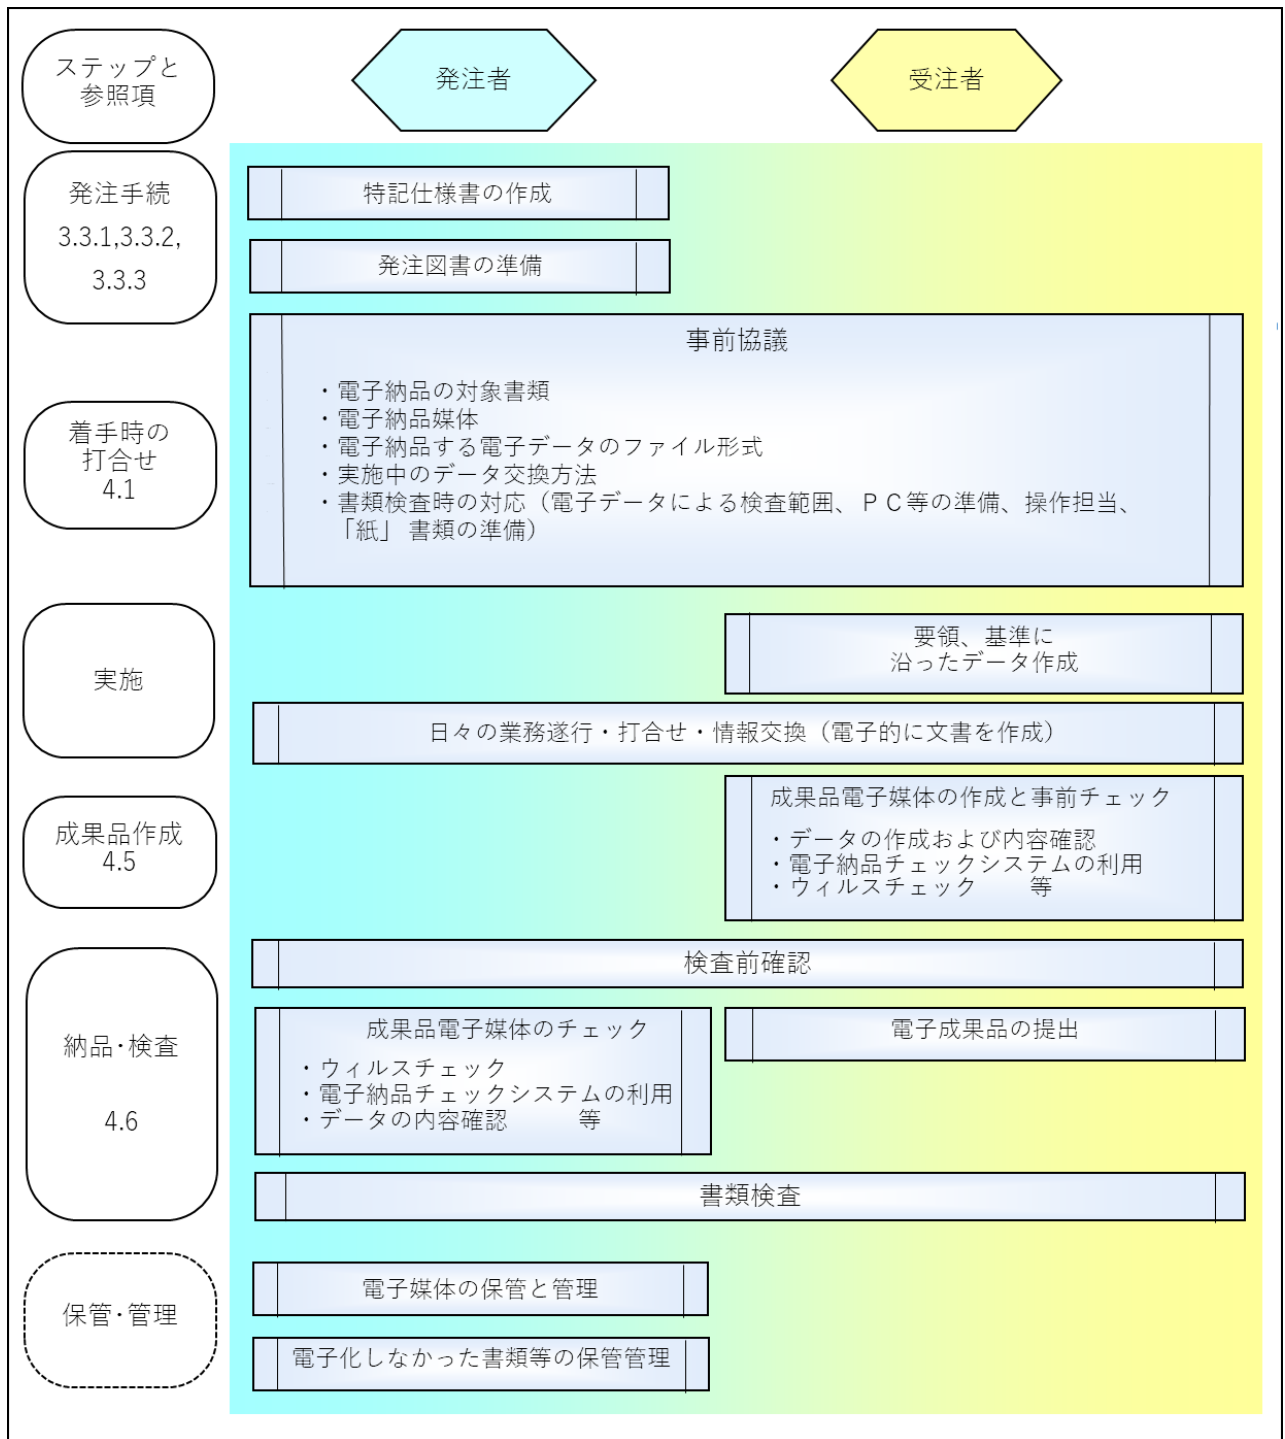 ステップと
参照項
発注者
受注者
発注手続
3.3.1,3.3.2,
3.3.3
特記仕様書の作成
発注図書の準備
着手時の
打合せ
4.1
事前協議
・電子納品の対象書類
・電子納品媒体
・電子納品する電子データのファイル形式
・実施中のデータ交換方法
・書類検査時の対応（電子データによる検査範囲、ＰＣ等の準備、操作担当、
「紙」 書類の準備）
実施
要領、基準に
沿ったデータ作成
日々の業務遂行・打合せ・情報交換（電子的に文書を作成）
成果品作成
4.5
成果品電子媒体の作成と事前チェック
・データの作成および内容確認
・電子納品チェックシステムの利用
・ウィルスチェック　　等
納品･検査
4.6
検査前確認
成果品電子媒体のチェック
・ウィルスチェック
・電子納品チェックシステムの利用
・データの内容確認　　　等
電子成果品の提出
書類検査
保管･管理
電子媒体の保管と管理
電子化しなかった書類等の保管管理